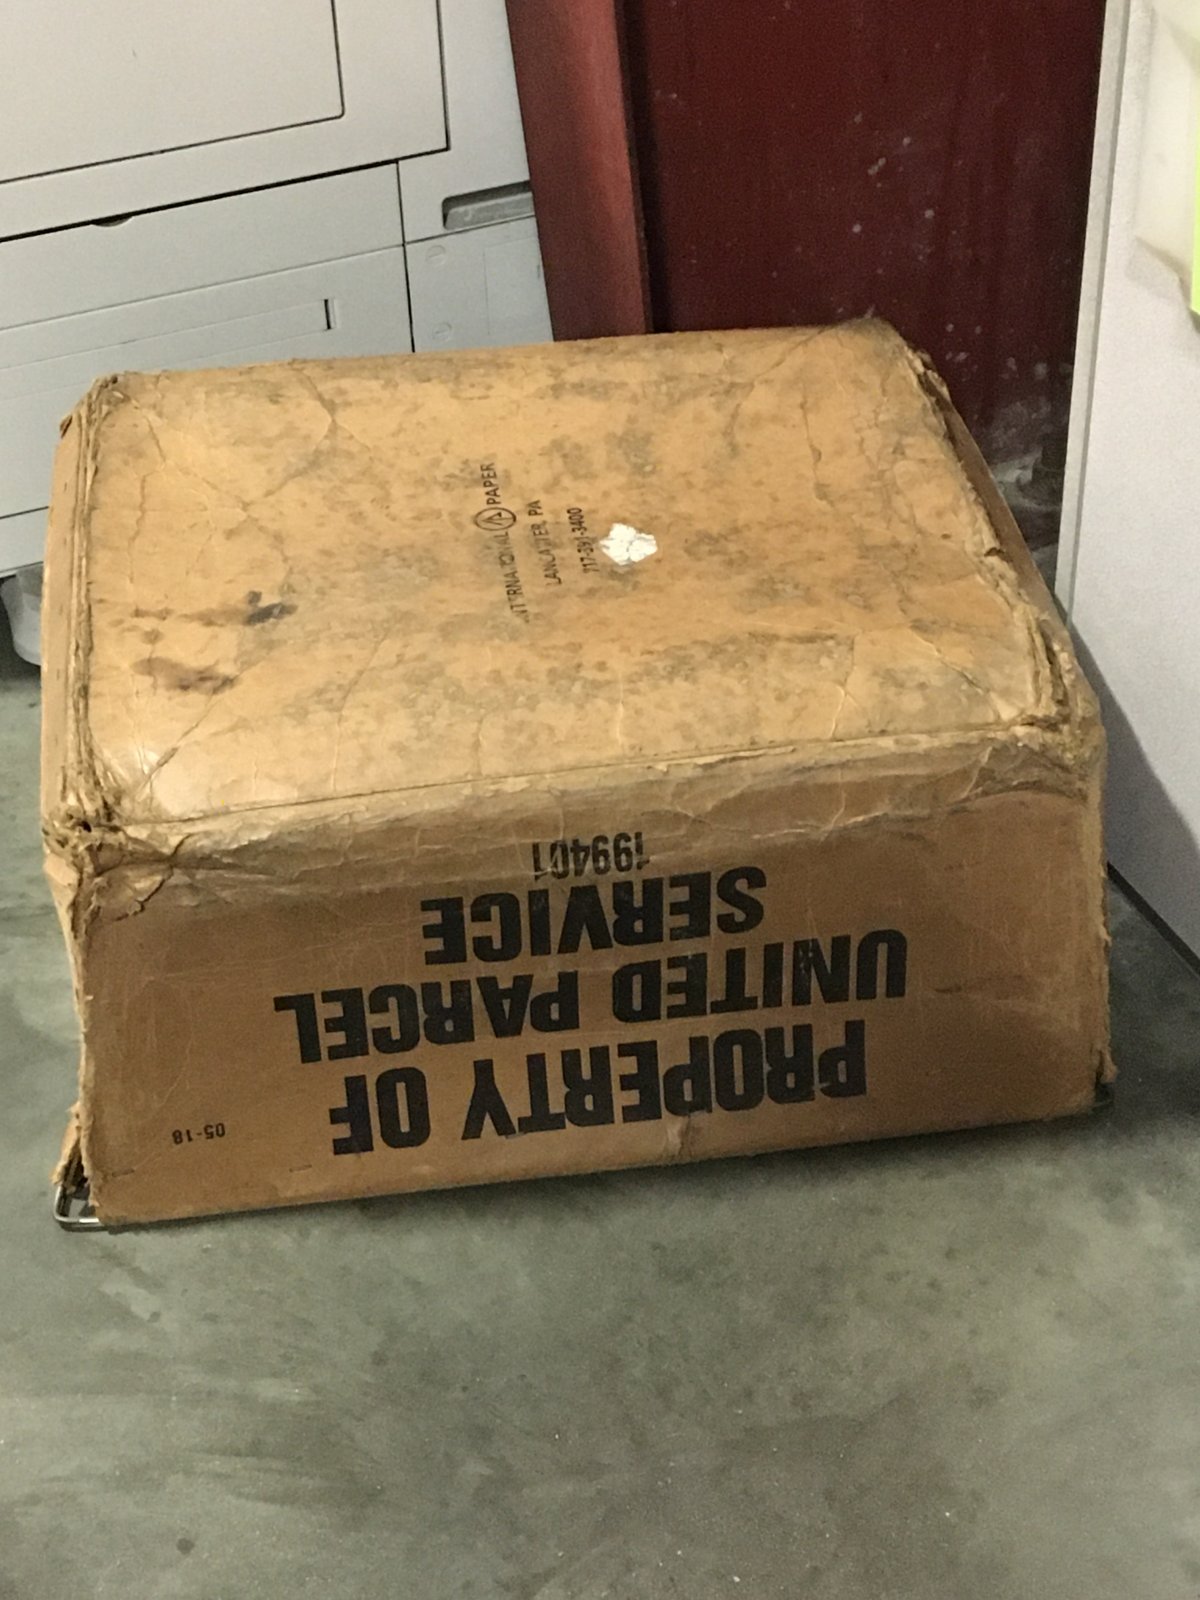 INTERNATIONAL PAPER
LANCASTER, PA
717-391-3400
PROPERTY OF
UNITED PARCEL
SERVICE
199401
05-18